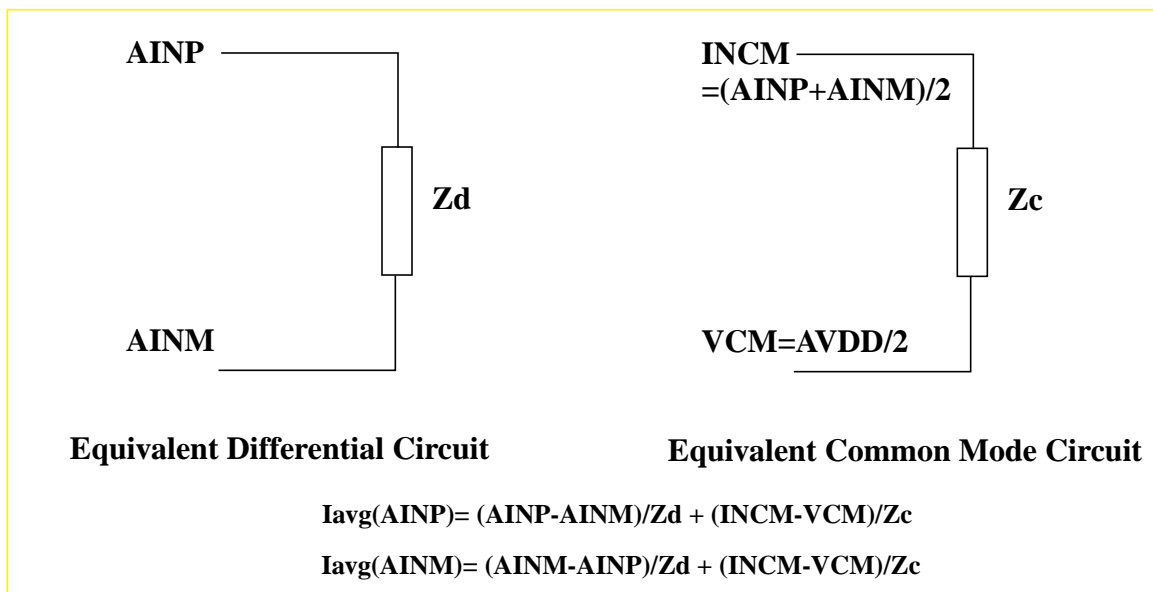 AINP
Zd
AINM
Equivalent Differential Circuit
INCM
=(AINP+AINM)/2
Zc
VCM=AVDD/2
Equivalent Common Mode Circuit
Iavg(AINP)= (AINP-AINM)/Zd + (INCM-VCM)/Zc
Iavg(AINM)= (AINM-AINP)/Zd + (INCM-VCM)/Zc